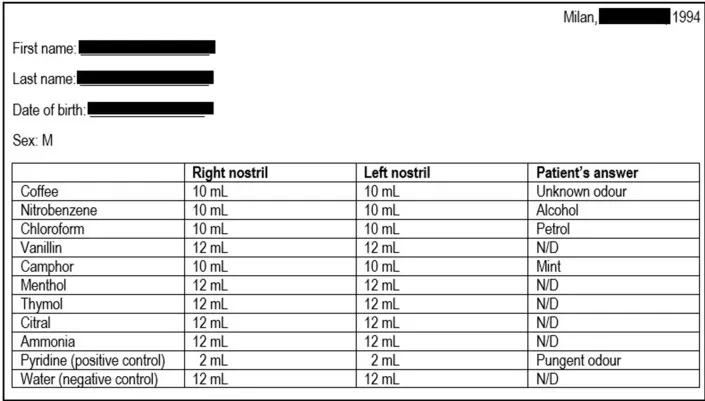 Milan, 1994
First name:
Last name:
Date of birth:
Sex: M
Right nostril Left nostril Patient's answer
Coffee 10 mL 10 mL Unknown odour
Nitrobenzene 10 mL 10 mL Alcohol
Chloroform 10 mL 10 mL Petrol
Vanillin 12 mL 12 mL N/D
Camphor 10 mL 10 mL Mint
Menthol 12 mL 12 mL N/D
Thymol 12 mL 12 mL N/D
Citral 12 mL 12 mL N/D
Ammonia 12 mL 12 mL N/D
Pyridine (positive control) 2 mL 2 mL Pungent odour
Water (negative control) 12 mL 12 mL N/D